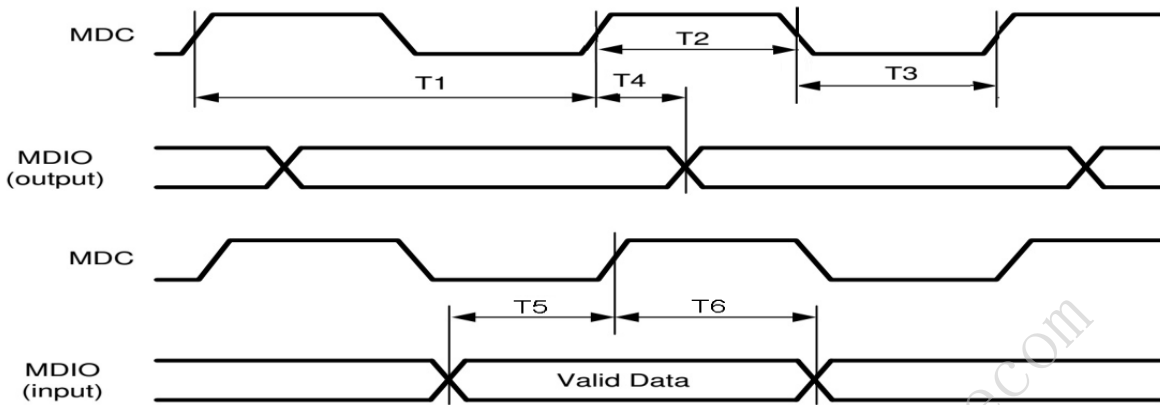 MDC
T2
T3
T1
T4
MDIO
(output)
MDC
T5
T6
MDIO
(input)
Valid Data